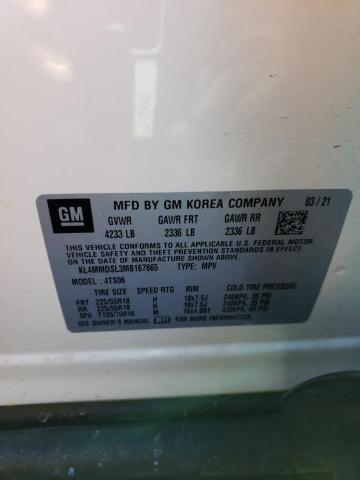 GM
MFD BY GM KOREA COMPANY 03/21
GVWR GAWR FRT GAWR RR
4233 LB 2336 LB 2336 LB
THIS VEHICLE CONFORMS TO ALL APPLICABLE U.S. FEDERAL MOTOR
VEHICLE SAFETY AND THEFT PREVENTION STANDARDS IN EFFECT
ON THE DATE OF MANUFACTURE SHOWN ABOVE.
KL4MMDSL3MB167865 TYPE: MPV
MODEL: 4TS06
TIRE SIZE SPEED RTG RIM COLD TIRE PRESSURE
FRT 225/55R18 H 18x7.5J 240KPA, 35 PSI
RR 225/55R18 H 18x7.5J 240KPA, 35 PSI
SPA T125/70R16 M 16x4.0BT 420KPA, 60 PSI
SEE OWNER'S MANUAL FOR MORE INFORMATION.